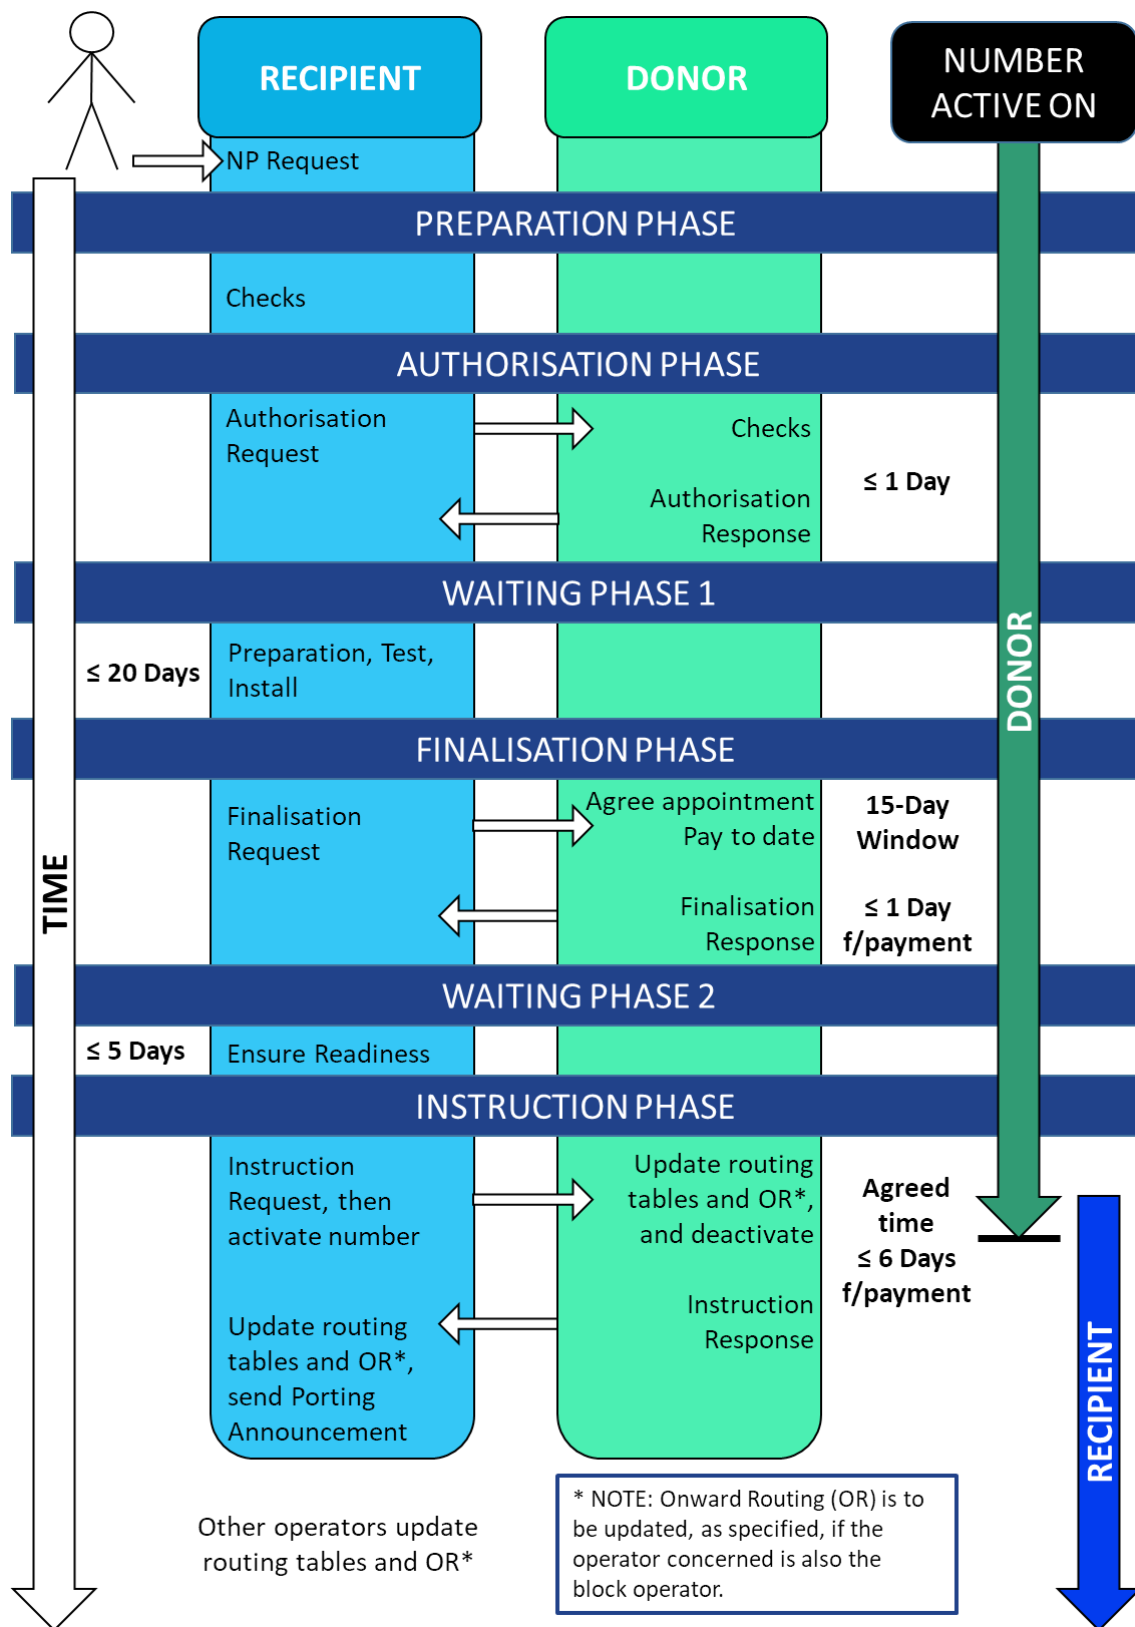 RECIPIENT
DONOR
NUMBER
ACTIVE ON
NP Request
PREPARATION PHASE
Checks
AUTHORISATION PHASE
Authorisation
Request
Checks
≤ 1 Day
Authorisation
Response
WAITING PHASE 1
≤ 20 Days
Preparation, Test,
Install
DONOR
FINALISATION PHASE
Finalisation
Request
Agree appointment
Pay to date
15-Day
Window
TIME
Finalisation
Response
≤ 1 Day
f/payment
WAITING PHASE 2
≤ 5 Days
Ensure Readiness
INSTRUCTION PHASE
Instruction
Request, then
activate number
Update routing
tables and OR*,
and deactivate
Agreed
time
≤ 6 Days
f/payment
Instruction
Response
Update routing
tables and OR*,
send Porting
Announcement
RECIPIENT
Other operators update
routing tables and OR*
* NOTE: Onward Routing (OR) is to
be updated, as specified, if the
operator concerned is also the
block operator.